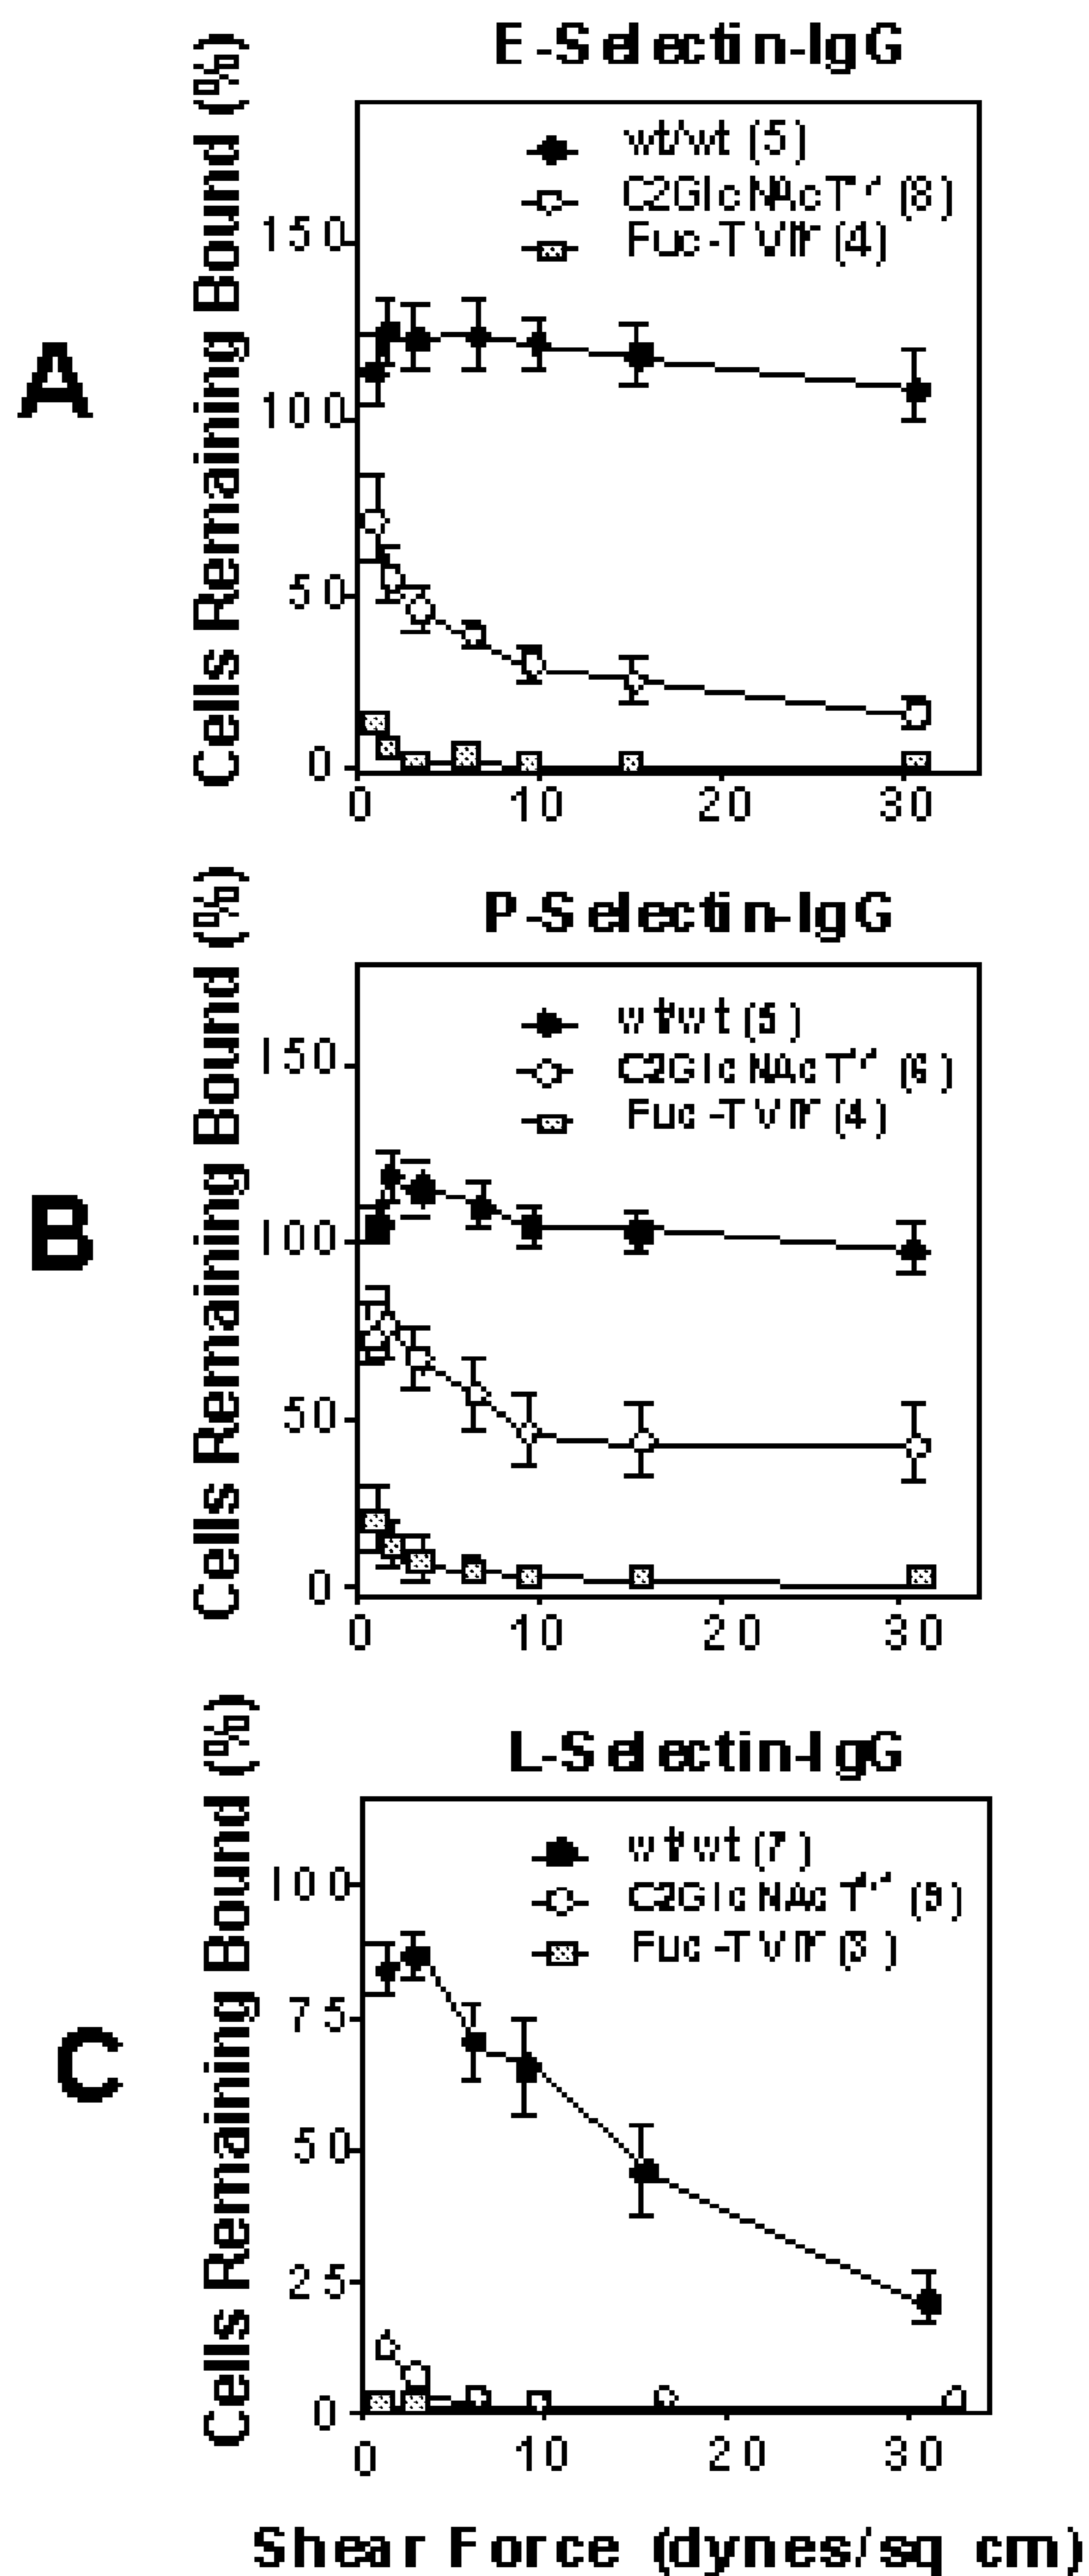 E-Selectin-IgG
A
Cells Remaining Bound (%)
wt/wt (5)
C2GlcNAcT-/- (8)
Fuc-TVII-/- (4)
150
100
50
0
0 10 20 30
P-Selectin-IgG
B
Cells Remaining Bound (%)
wt/wt (5)
C2GlcNAcT-/- (6)
Fuc-TVII-/- (4)
150
100
50
0
0 10 20 30
L-Selectin-IgG
C
Cells Remaining Bound (%)
wt/wt (7)
C2GlcNAcT-/- (9)
Fuc-TVII-/- (3)
100
75
50
25
0
0 10 20 30
Shear Force (dynes/sq cm)